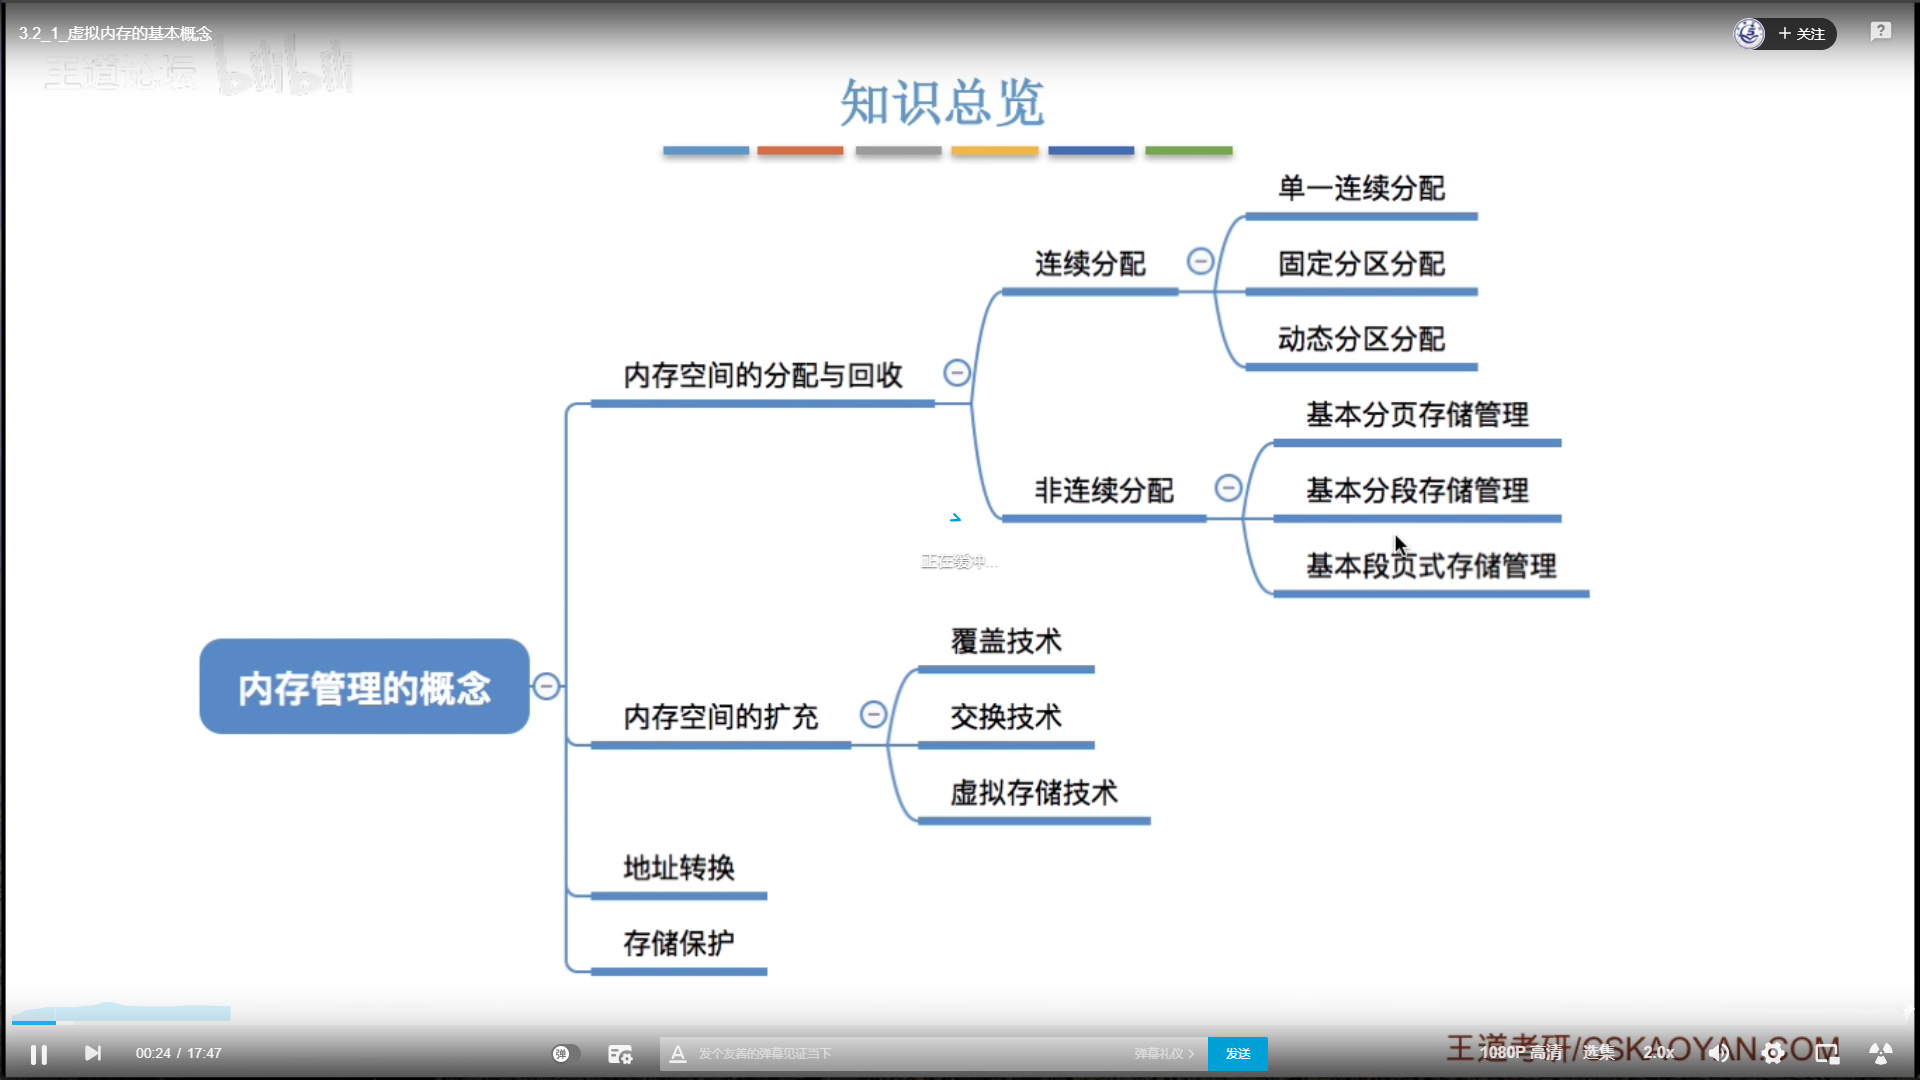 3.2_1_虚拟内存的基本概念
+ 关注
?
王道论坛 bilibili
知识总览
单一连续分配
连续分配
固定分区分配
动态分区分配
内存空间的分配与回收
基本分页存储管理
非连续分配
基本分段存储管理
基本段页式存储管理
正在缓冲...
覆盖技术
内存管理的概念
内存空间的扩充
交换技术
虚拟存储技术
地址转换
存储保护
00:24 / 17:47
弹
A 发个友善的弹幕见证当下
弹幕礼仪 >
发送
王道考研/CSKAOYAN.COM
1080P 高清
选集
2.0x